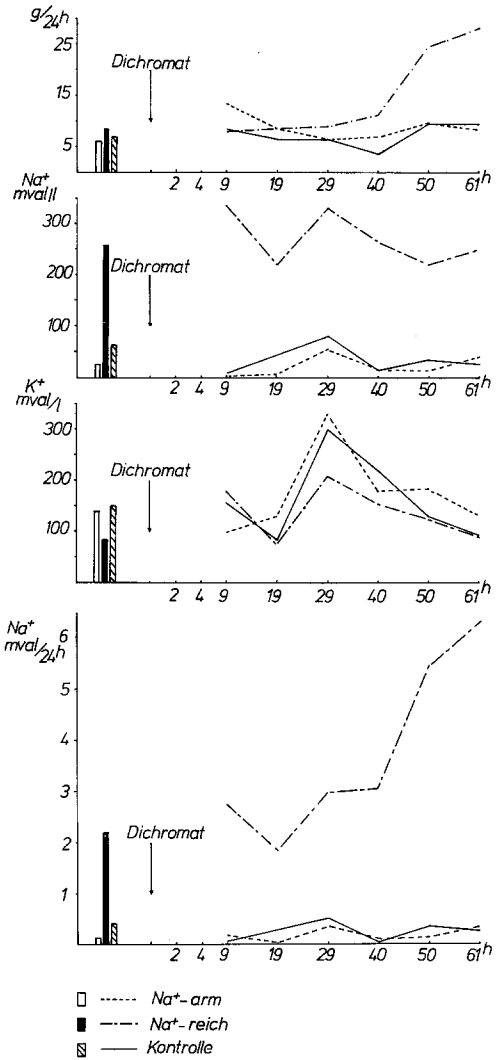 g/24h
25
15
5
Dichromat
2 4 9 19 29 40 50 61 h
Na+
mval/l
300
200
100
Dichromat
2 4 9 19 29 40 50 61 h
K+
mval/l
300
200
100
Dichromat
2 4 9 19 29 40 50 61 h
Na+
mval/24h
6
5
4
3
2
1
Dichromat
2 4 9 19 29 40 50 61 h
Na+-arm
Na+-reich
Kontrolle